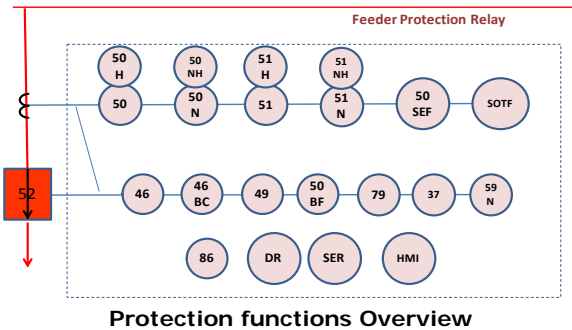 Feeder Protection Relay
50
H
50
NH
51
H
51
NH
50
50
N
51
51
N
50
SEF
SOTF
52
46
46
BC
49
50
BF
79
37
59
N
86
DR
SER
HMI
Protection functions Overview